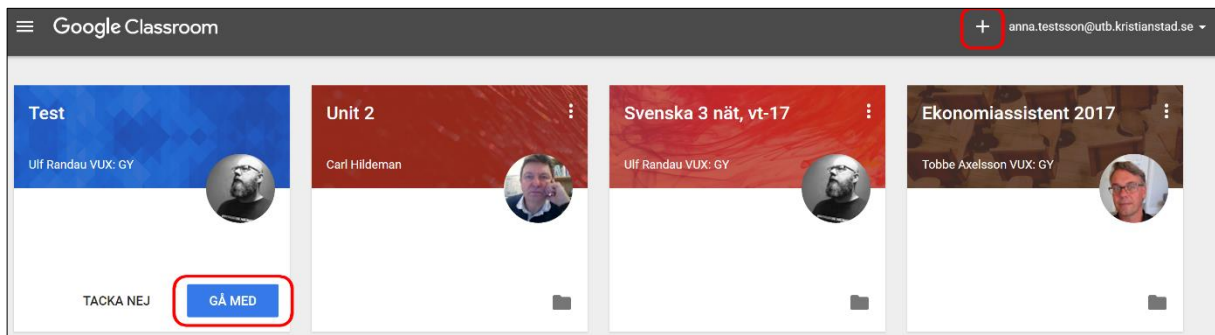 Google Classroom
+ anna.testsson@utb.kristianstad.se
Test
Ulf Randau VUX: GY
TACKA NEJ
GÅ MED
Unit 2
Carl Hildeman
Svenska 3 nät, vt-17
Ulf Randau VUX: GY
Ekonomiassistent 2017
Tobbe Axelsson VUX: GY